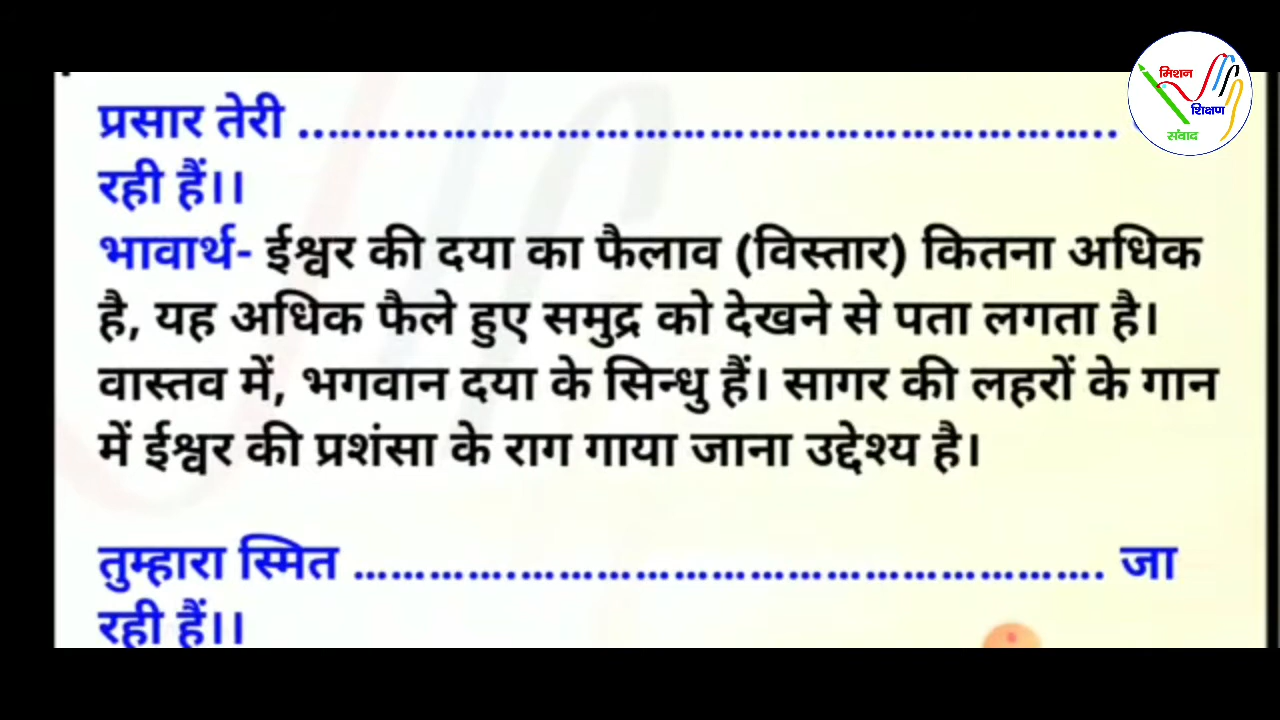 मिशन
शिक्षण
संवाद
प्रसार तेरी ........................................................
रही हैं।।
भावार्थ- ईश्वर की दया का फैलाव (विस्तार) कितना अधिक
है, यह अधिक फैले हुए समुद्र को देखने से पता लगता है।
वास्तव में, भगवान दया के सिन्धु हैं। सागर की लहरों के गान
में ईश्वर की प्रशंसा के राग गाया जाना उद्देश्य है।
तुम्हारा स्मित ........................................................ जा
रही हैं।।